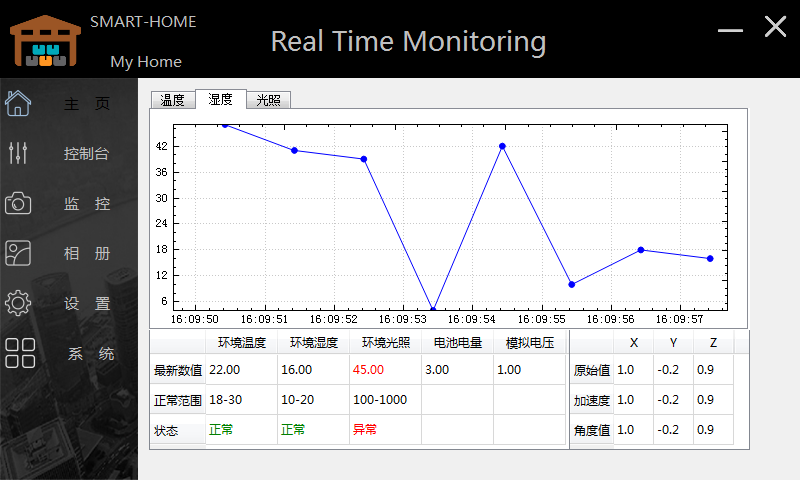 SMART-HOME
My Home
Real Time Monitoring
主 页
控制台
监 控
相 册
设 置
系 统
温度 湿度 光照
42
36
30
24
18
12
6
16:09:50 16:09:51 16:09:52 16:09:53 16:09:54 16:09:55 16:09:56 16:09:57
环境温度 环境湿度 环境光照 电池电量 模拟电压
最新数值 22.00 16.00 45.00 3.00 1.00
正常范围 18-30 10-20 100-1000
状态 正常 正常 异常
X Y Z
原始值 1.0 -0.2 0.9
加速度 1.0 -0.2 0.9
角度值 1.0 -0.2 0.9